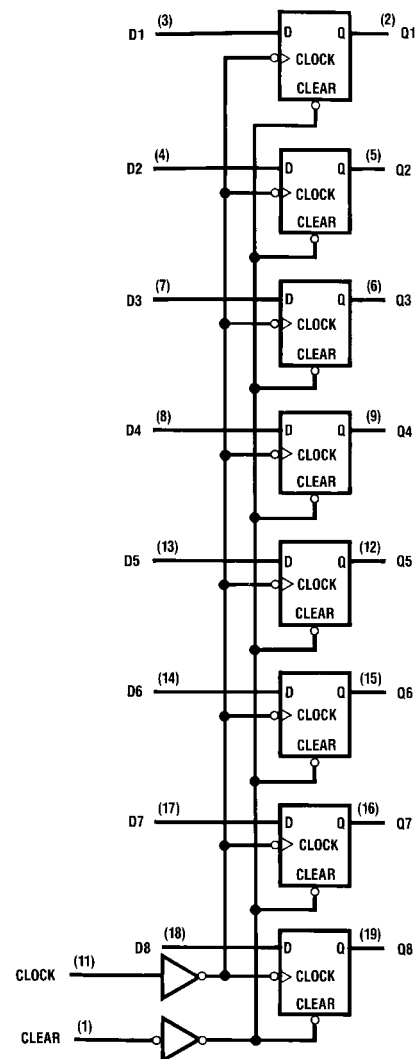 D1 (3) D Q (2) Q1
CLOCK
CLEAR
D2 (4) D Q (5) Q2
CLOCK
CLEAR
D3 (7) D Q (6) Q3
CLOCK
CLEAR
D4 (8) D Q (9) Q4
CLOCK
CLEAR
D5 (13) D Q (12) Q5
CLOCK
CLEAR
D6 (14) D Q (15) Q6
CLOCK
CLEAR
D7 (17) D Q (16) Q7
CLOCK
CLEAR
D8 (18) D Q (19) Q8
CLOCK (11) CLOCK
CLEAR
CLEAR (1)